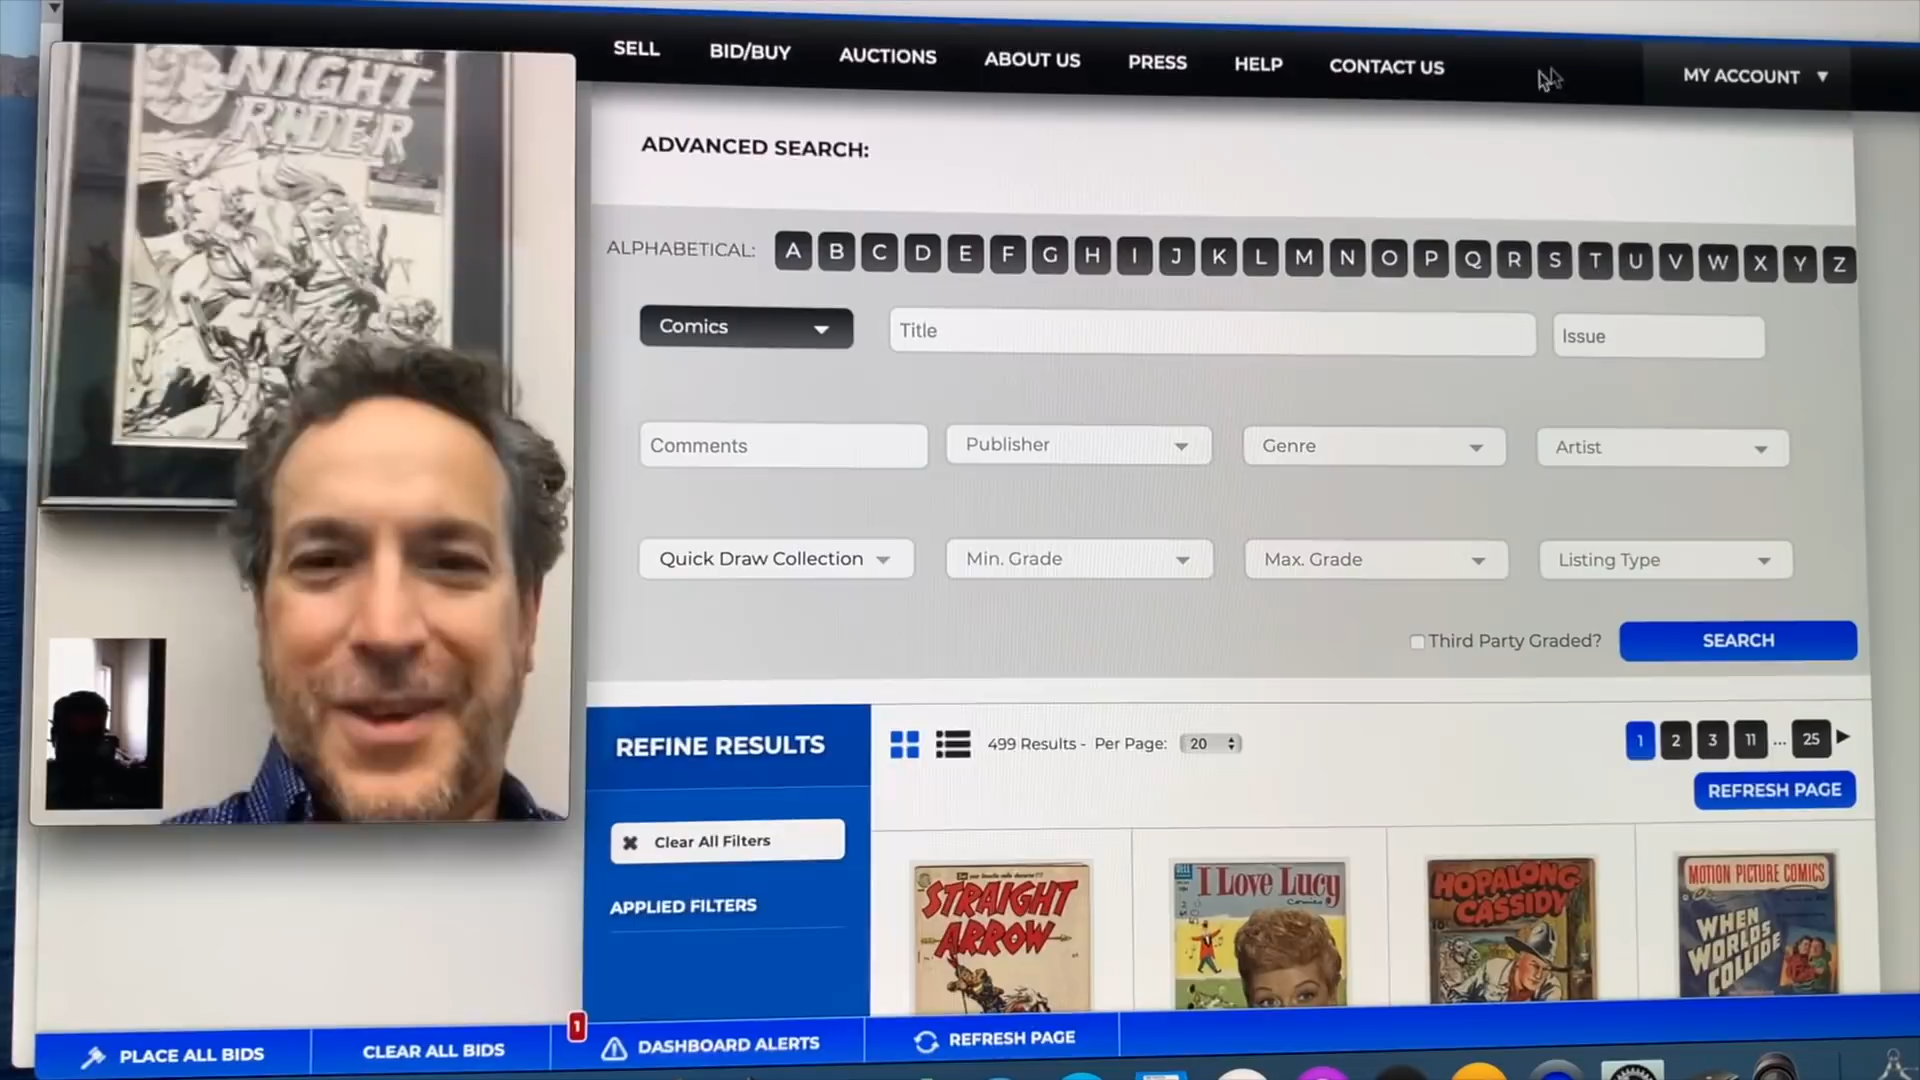 NIGHT
RIDER
SELL BID/BUY AUCTIONS ABOUT US PRESS HELP CONTACT US MY ACCOUNT
ADVANCED SEARCH:
ALPHABETICAL: A B C D E F G H I J K L M N O P Q R S T U V W X Y Z
Comics Title Issue
Comments Publisher Genre Artist
Quick Draw Collection Min. Grade Max. Grade Listing Type
Third Party Graded? SEARCH
REFINE RESULTS
499 Results - Per Page: 20
1 2 3 11 ... 25
REFRESH PAGE
Clear All Filters
APPLIED FILTERS
STRAIGHT
ARROW
I Love Lucy
Comics
HOPALONG
CASSIDY
MOTION PICTURE COMICS
WHEN
WORLDS
COLLIDE
1
PLACE ALL BIDS CLEAR ALL BIDS DASHBOARD ALERTS REFRESH PAGE